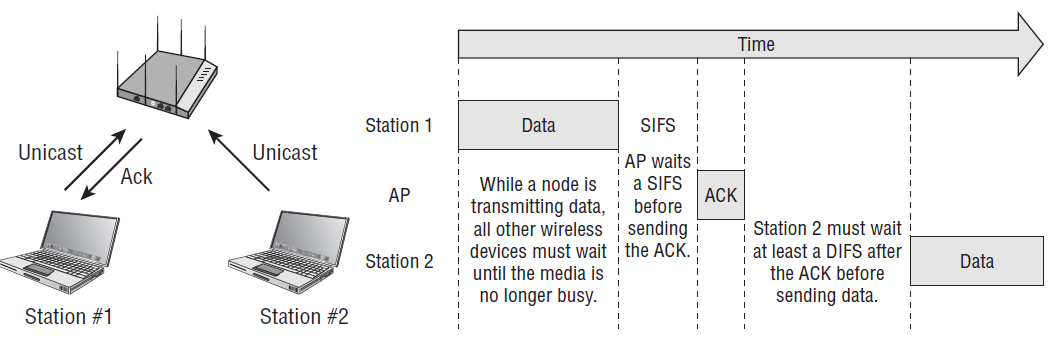 Unicast
Ack
Unicast
Station #1
Station #2
Time
Station 1
Data
SIFS
AP
While a node is
transmitting data,
all other wireless
devices must wait
until the media is
no longer busy.
AP waits
a SIFS
before
sending
the ACK.
ACK
Station 2
Station 2 must wait
at least a DIFS after
the ACK before
sending data.
Data